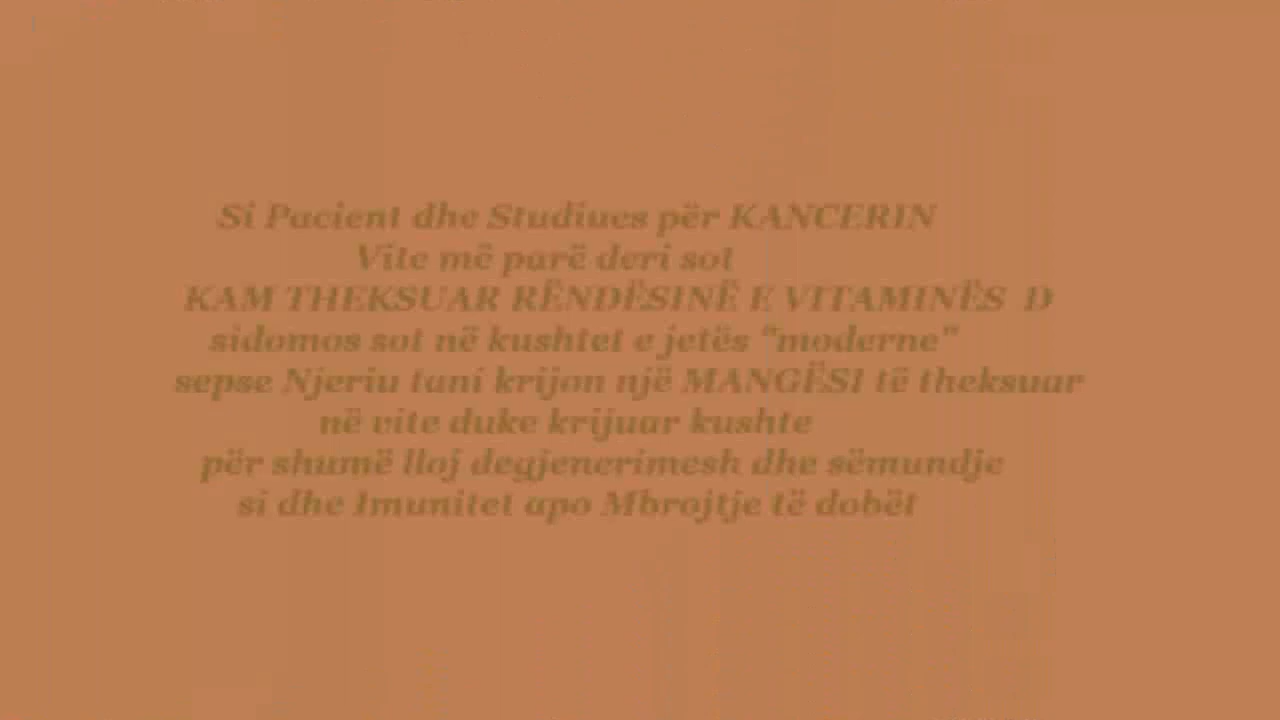 Si Pacient dhe Studiues për KANCERIN
Vite më parë deri sot
KAM THEKSUAR RËNDËSINË E VITAMINËS D
sidomos sot në kushtet e jetës "moderne"
sepse Njeriu tani krijon një MANGËSI të theksuar
në vite duke krijuar kushte
për shumë lloj degjenerimesh dhe sëmundje
si dhe Imunitet apo Mbrojtje të dobët